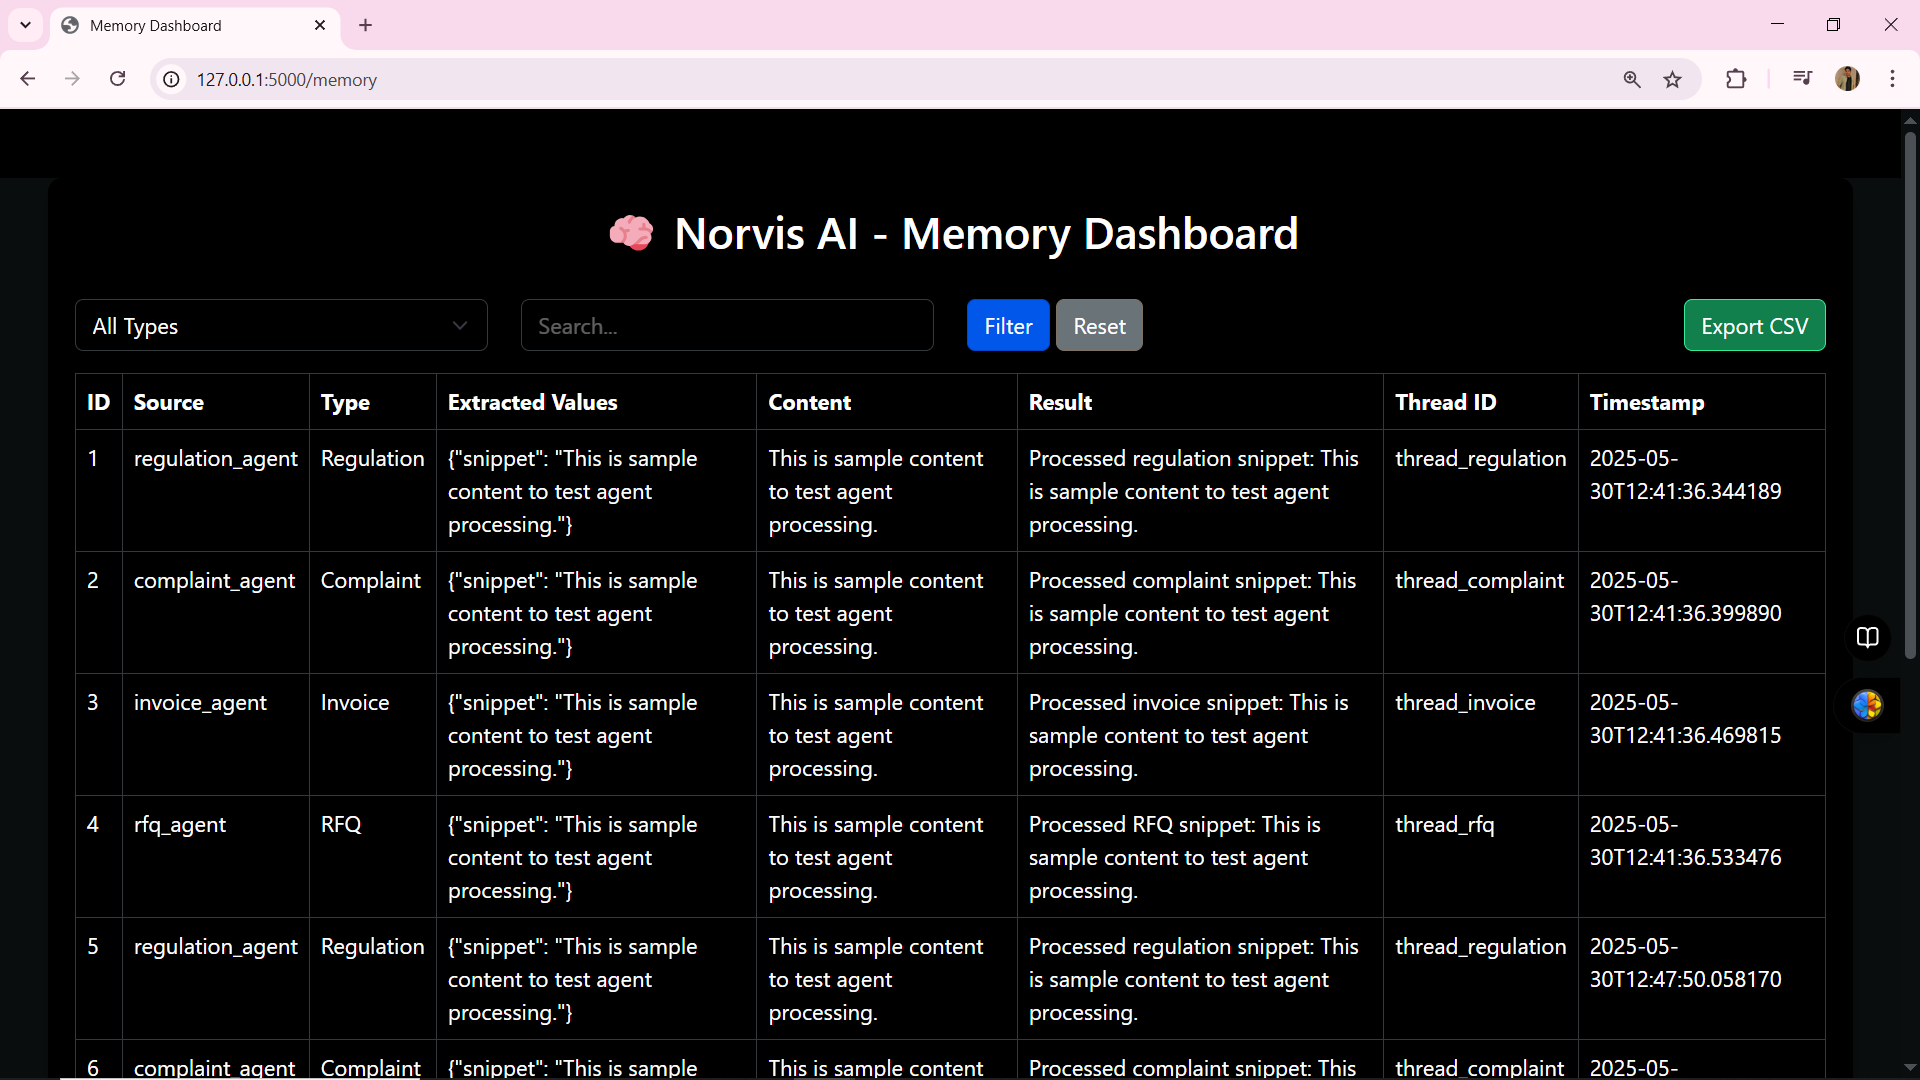 Memory Dashboard
127.0.0.1:5000/memory
🧠 Norvis AI - Memory Dashboard
All Types
Search...
Filter
Reset
Export CSV
ID Source Type Extracted Values Content Result Thread ID Timestamp
1 regulation_agent Regulation {"snippet": "This is sample This is sample content Processed regulation snippet: This thread_regulation 2025-05-
content to test agent to test agent is sample content to test agent 30T12:41:36.344189
processing."} processing. processing.
2 complaint_agent Complaint {"snippet": "This is sample This is sample content Processed complaint snippet: This thread_complaint 2025-05-
content to test agent to test agent is sample content to test agent 30T12:41:36.399890
processing."} processing. processing.
3 invoice_agent Invoice {"snippet": "This is sample This is sample content Processed invoice snippet: This is thread_invoice 2025-05-
content to test agent to test agent sample content to test agent 30T12:41:36.469815
processing."} processing. processing.
4 rfq_agent RFQ {"snippet": "This is sample This is sample content Processed RFQ snippet: This is thread_rfq 2025-05-
content to test agent to test agent sample content to test agent 30T12:41:36.533476
processing."} processing. processing.
5 regulation_agent Regulation {"snippet": "This is sample This is sample content Processed regulation snippet: This thread_regulation 2025-05-
content to test agent to test agent is sample content to test agent 30T12:47:50.058170
processing."} processing. processing.
6 complaint_agent Complaint {"snippet": "This is sample This is sample content Processed complaint snippet: This thread_complaint 2025-05-